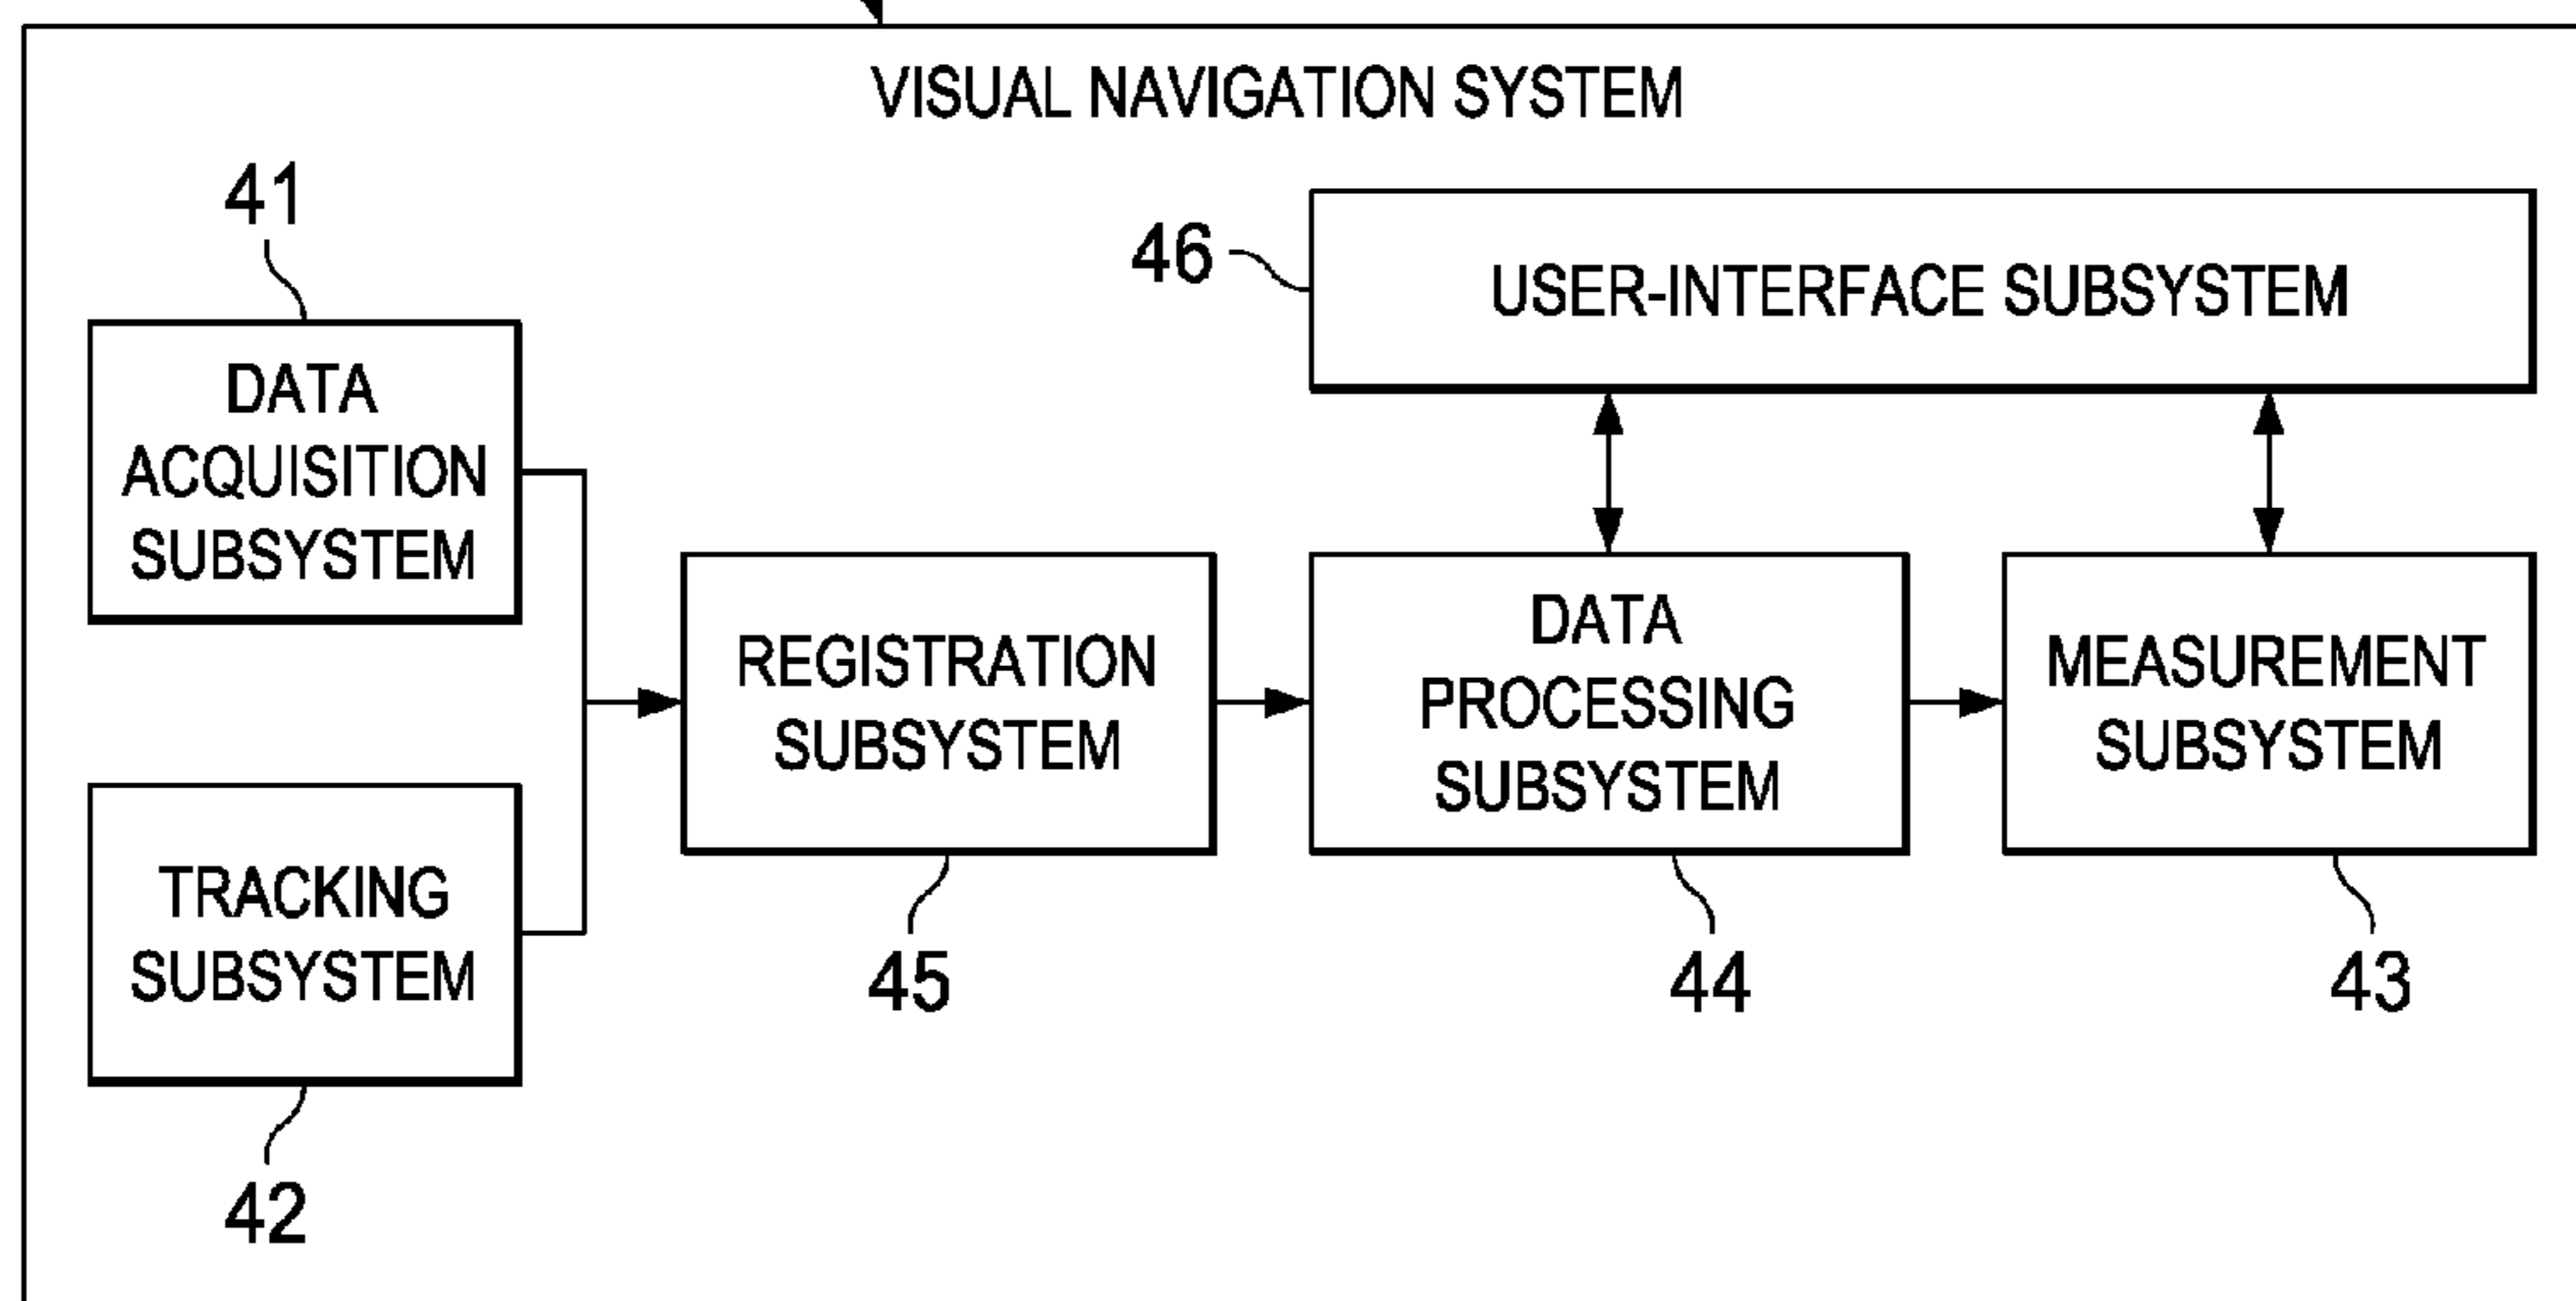 VISUAL NAVIGATION SYSTEM
41
46
USER-INTERFACE SUBSYSTEM
DATA
ACQUISITION
SUBSYSTEM
REGISTRATION
SUBSYSTEM
DATA
PROCESSING
SUBSYSTEM
MEASUREMENT
SUBSYSTEM
TRACKING
SUBSYSTEM
45
44
43
42